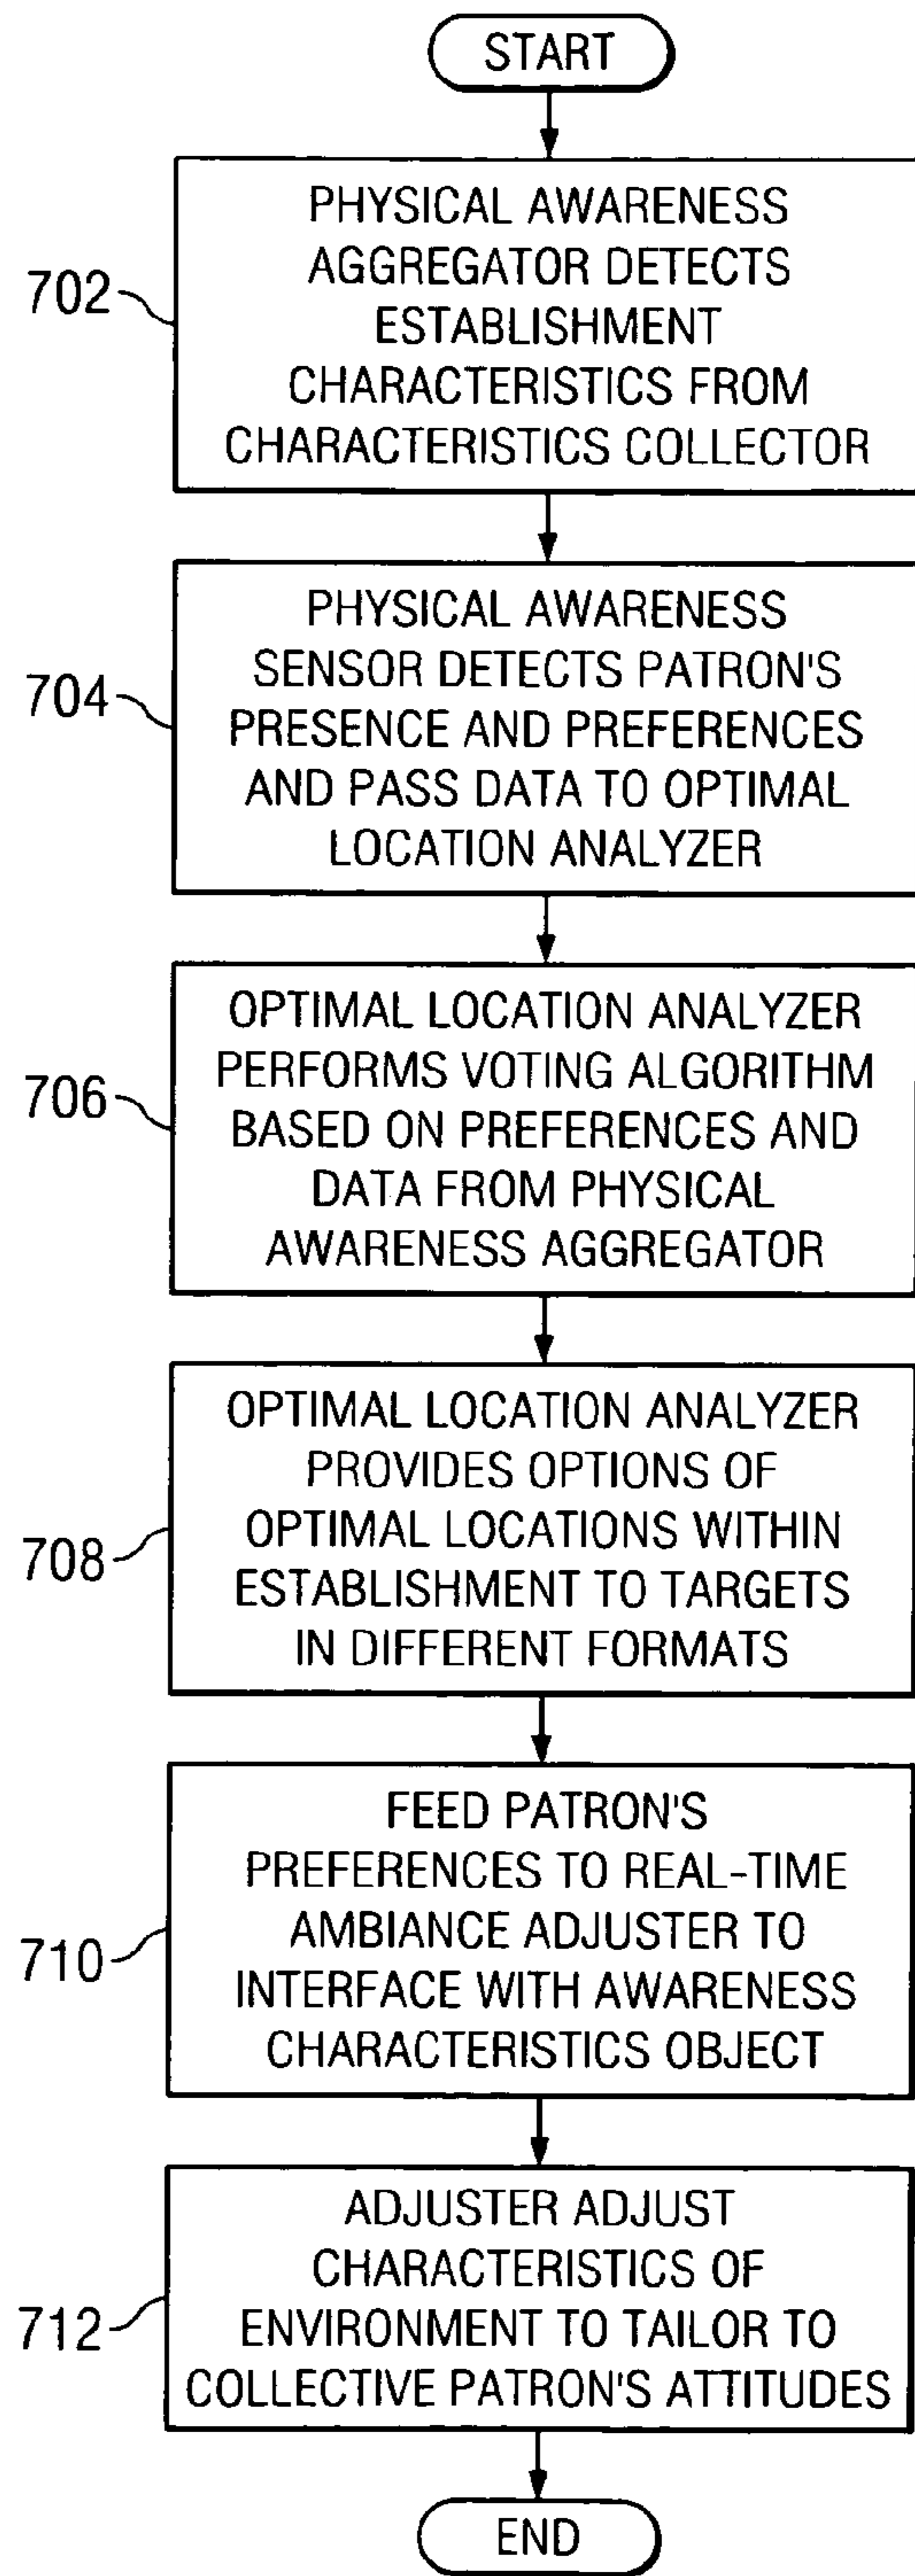 START
702
PHYSICAL AWARENESS
AGGREGATOR DETECTS
ESTABLISHMENT
CHARACTERISTICS FROM
CHARACTERISTICS COLLECTOR
704
PHYSICAL AWARENESS
SENSOR DETECTS PATRON'S
PRESENCE AND PREFERENCES
AND PASS DATA TO OPTIMAL
LOCATION ANALYZER
706
OPTIMAL LOCATION ANALYZER
PERFORMS VOTING ALGORITHM
BASED ON PREFERENCES AND
DATA FROM PHYSICAL
AWARENESS AGGREGATOR
708
OPTIMAL LOCATION ANALYZER
PROVIDES OPTIONS OF
OPTIMAL LOCATIONS WITHIN
ESTABLISHMENT TO TARGETS
IN DIFFERENT FORMATS
710
FEED PATRON'S
PREFERENCES TO REAL-TIME
AMBIANCE ADJUSTER TO
INTERFACE WITH AWARENESS
CHARACTERISTICS OBJECT
712
ADJUSTER ADJUST
CHARACTERISTICS OF
ENVIRONMENT TO TAILOR TO
COLLECTIVE PATRON'S ATTITUDES
END